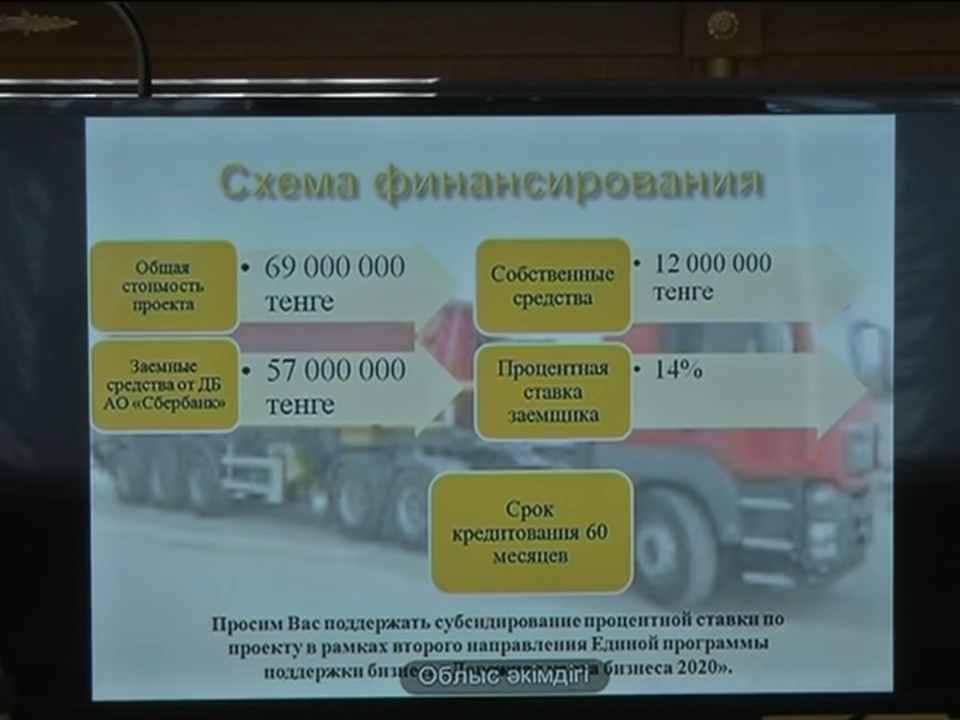 Схема финансирования
Общая
стоимость
проекта
• 69 000 000
тенге
Собственные
средства
• 12 000 000
тенге
Заемные
средства от ДБ
АО «Сбербанк»
• 57 000 000
тенге
Процентная
ставка
заемщика
• 14%
Срок
кредитования 60
месяцев
Просим Вас поддержать субсидирование процентной ставки по
проекту в рамках второго направления Единой программы
поддержки бизнеса 2020».
Облыс әкімдігі